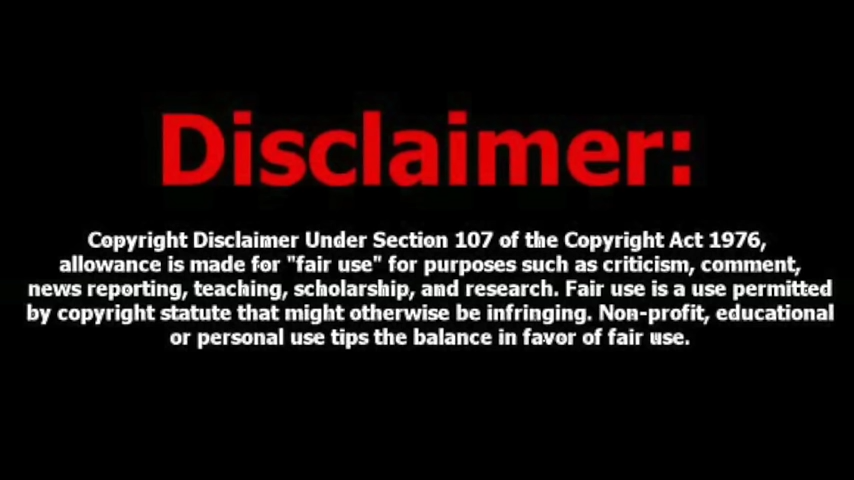 Disclaimer:
Copyright Disclaimer Under Section 107 of the Copyright Act 1976,
allowance is made for "fair use" for purposes such as criticism, comment,
news reporting, teaching, scholarship, and research. Fair use is a use permitted
by copyright statute that might otherwise be infringing. Non-profit, educational
or personal use tips the balance in favor of fair use.